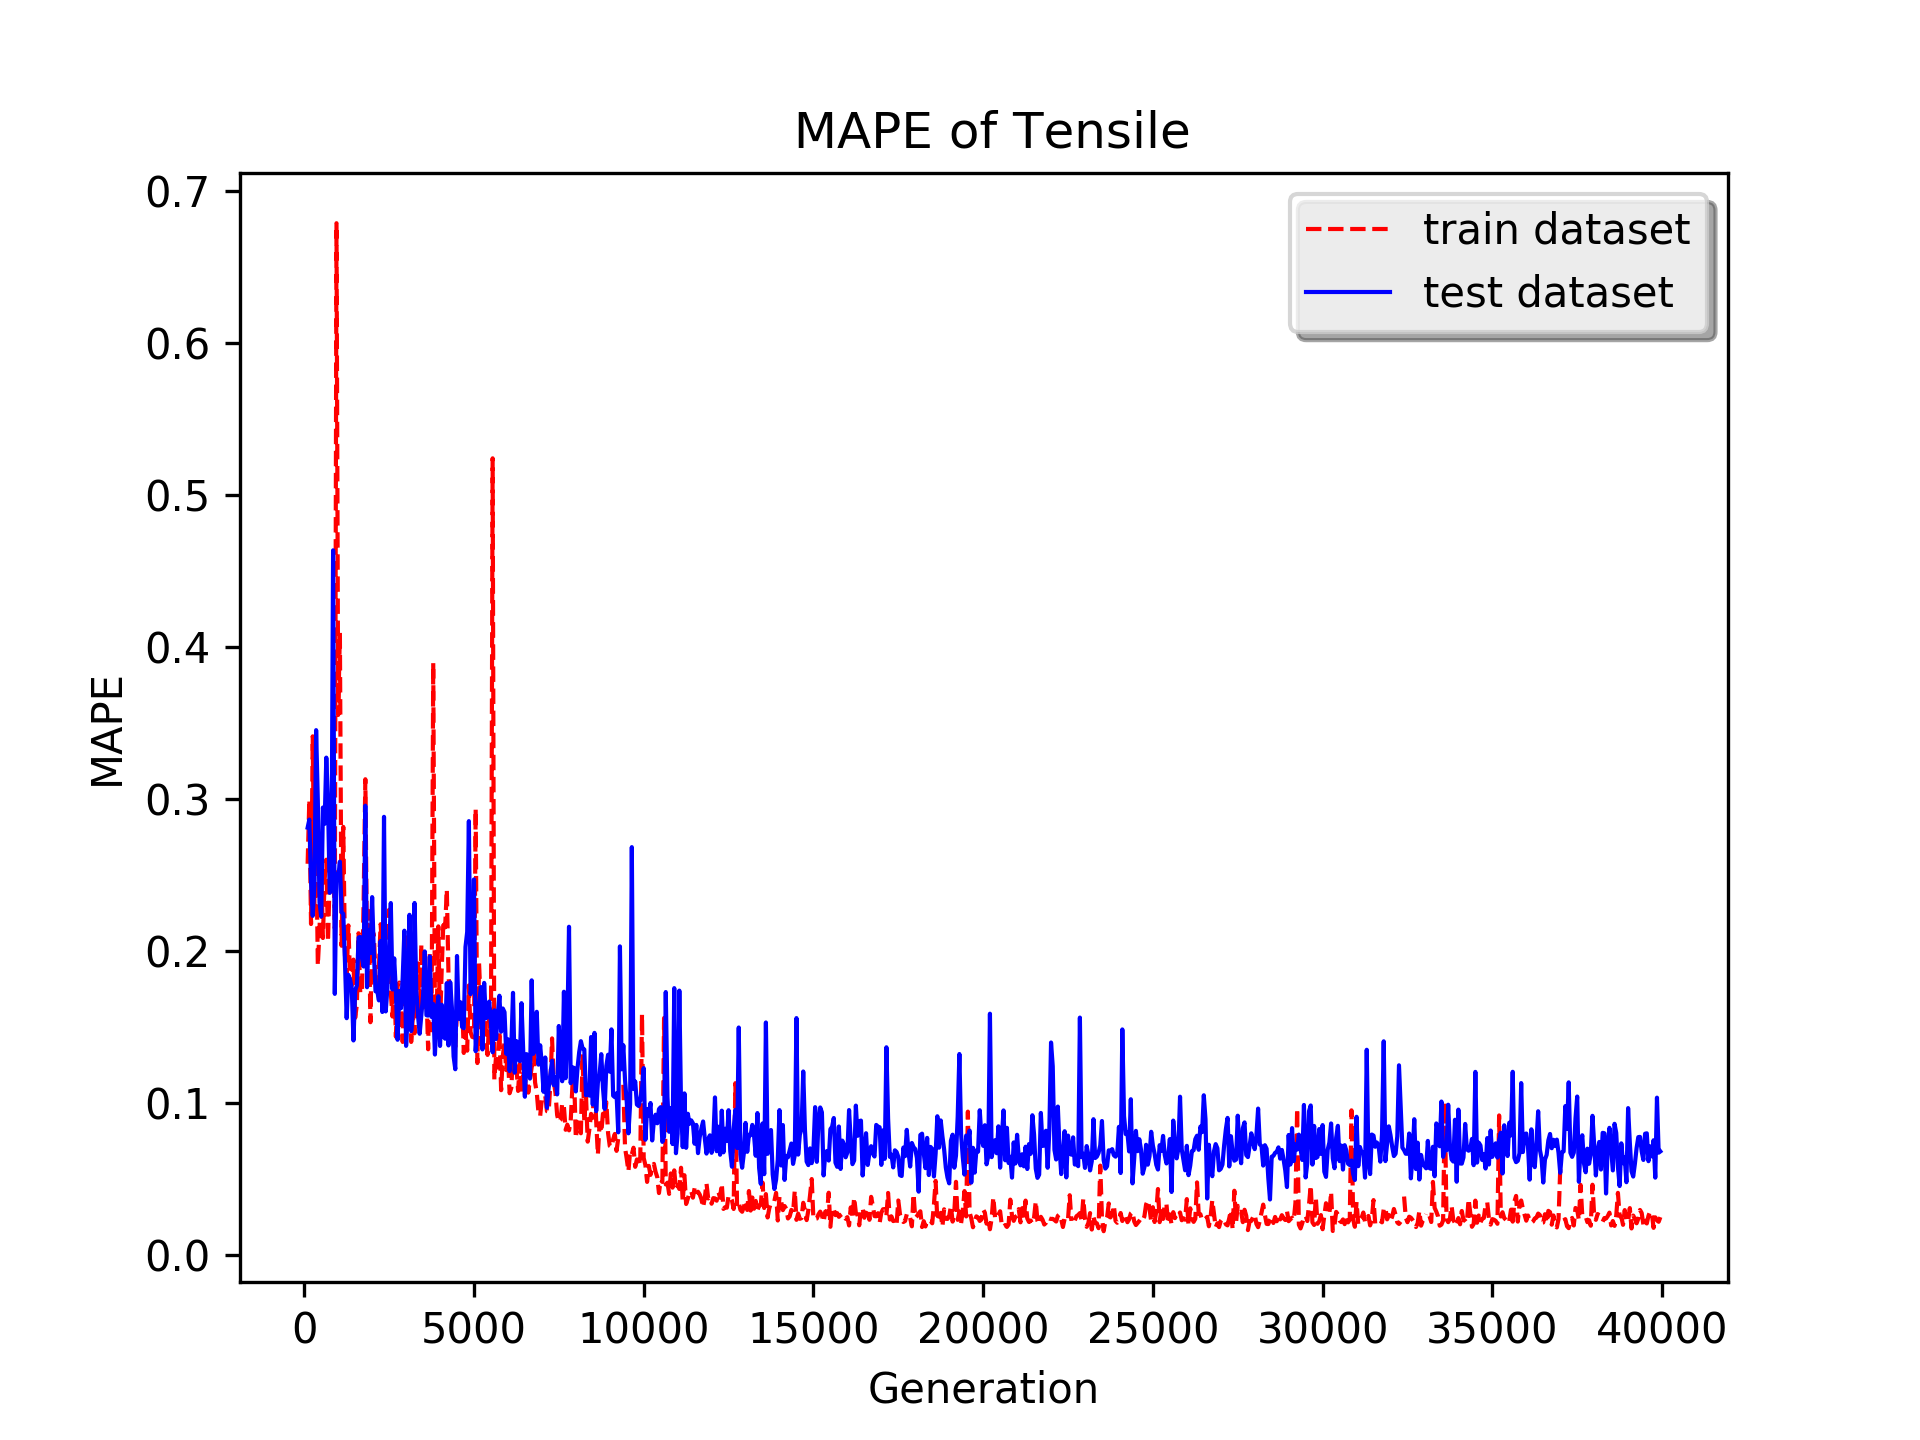 MAPE of Tensile
train dataset
test dataset
0.7
0.6
0.5
0.4
0.3
0.2
0.1
0.0
MAPE
0 5000 10000 15000 20000 25000 30000 35000 40000
Generation